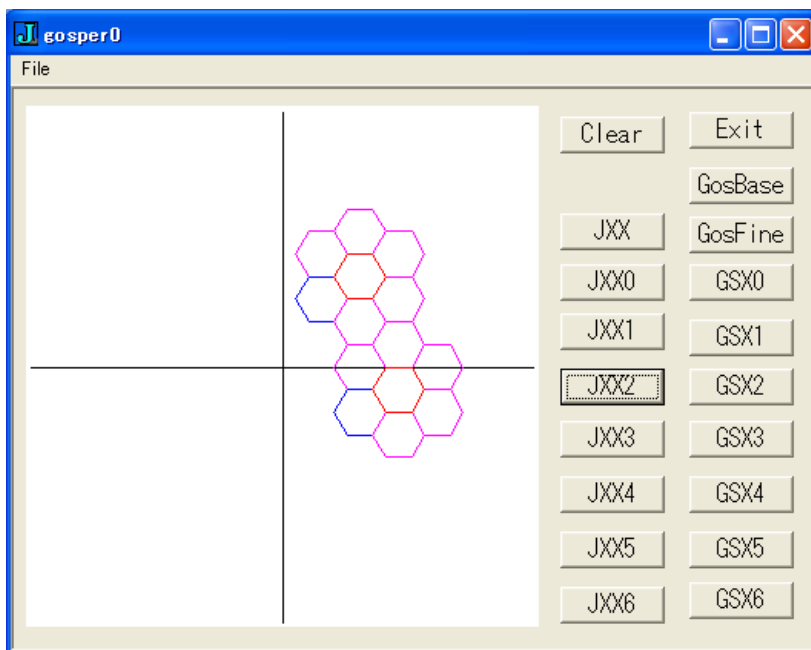 gosper0
File
Clear Exit
GosBase
JXX GosFine
JXX0 GSX0
JXX1 GSX1
JXX2 GSX2
JXX3 GSX3
JXX4 GSX4
JXX5 GSX5
JXX6 GSX6